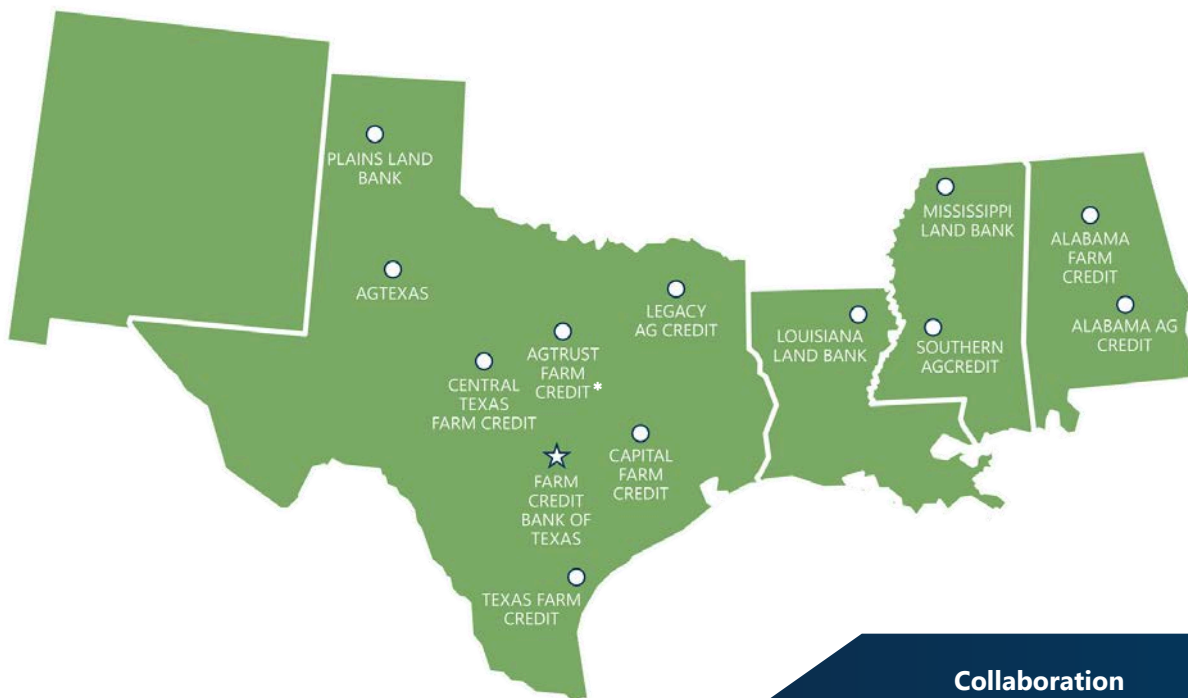 PLAINS LAND
BANK
AGTEXAS
LEGACY
AG CREDIT
AGTRUST
FARM
CREDIT*
CENTRAL
TEXAS
FARM CREDIT
CAPITAL
FARM
CREDIT
FARM
CREDIT
BANK OF
TEXAS
TEXAS FARM
CREDIT
LOUISIANA
LAND BANK
MISSISSIPPI
LAND BANK
SOUTHERN
AGCREDIT
ALABAMA
FARM
CREDIT
ALABAMA AG
CREDIT
Collaboration